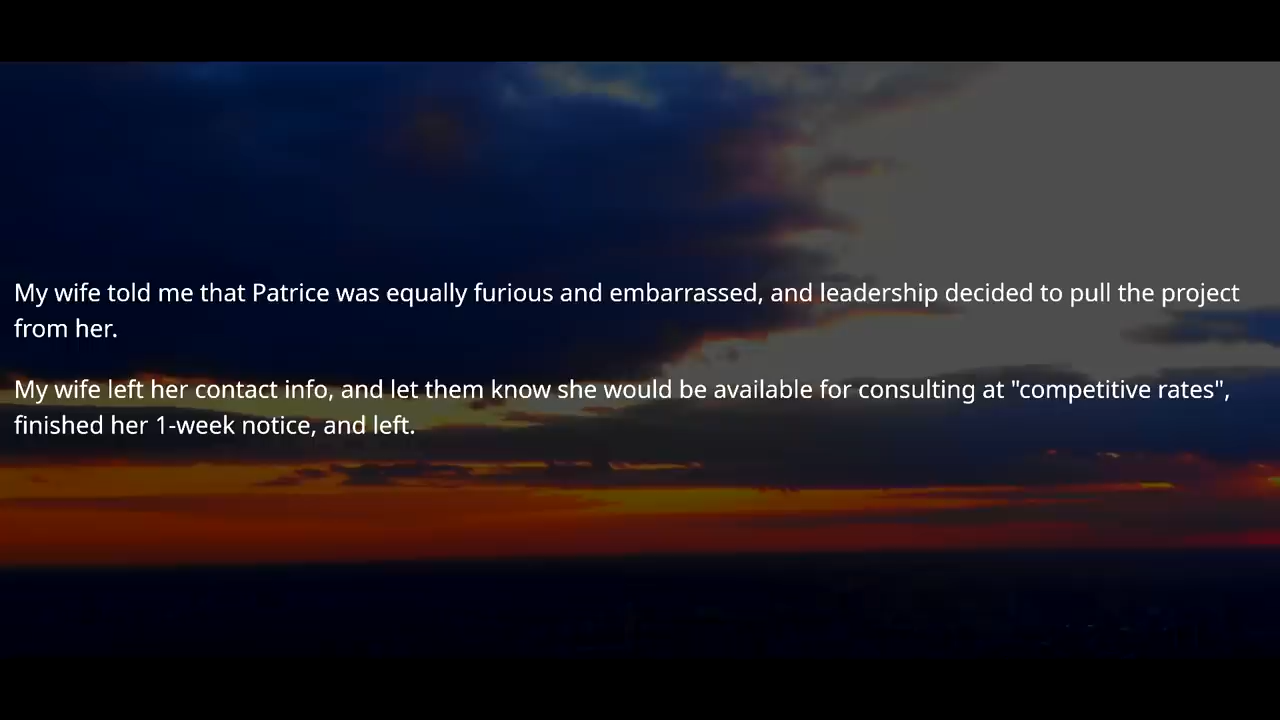 My wife told me that Patrice was equally furious and embarrassed, and leadership decided to pull the project
from her.
My wife left her contact info, and let them know she would be available for consulting at "competitive rates",
finished her 1-week notice, and left.